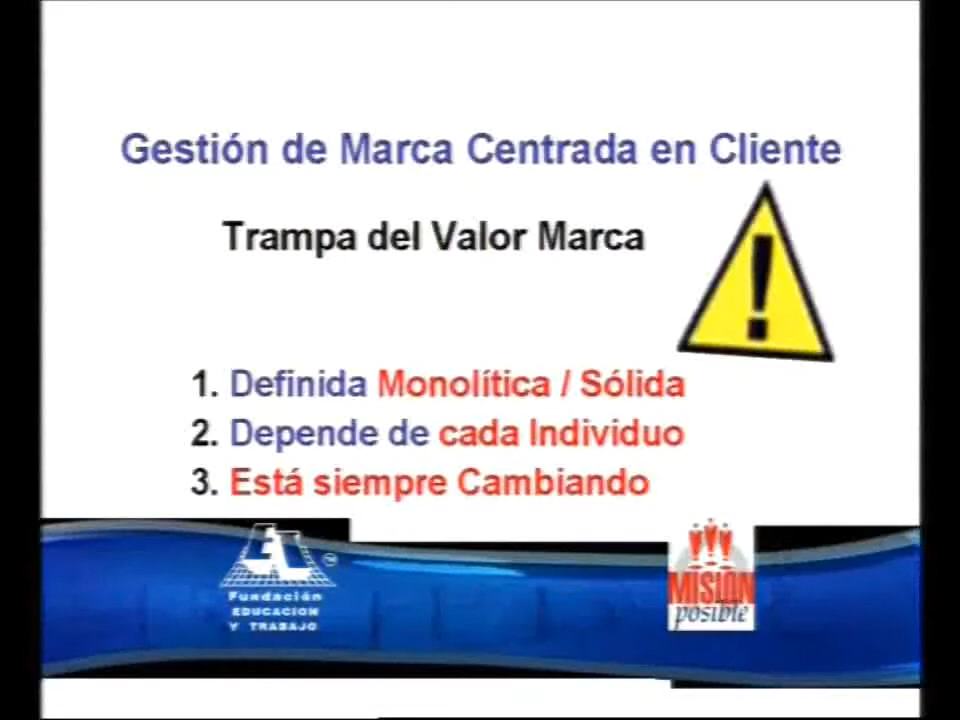 Gestión de Marca Centrada en Cliente
Trampa del Valor Marca
!
1. Definida Monolítica / Sólida
2. Depende de cada Individuo
3. Está siempre Cambiando
Fundación
EDUCACION
Y TRABAJO
MISIÓN
posible